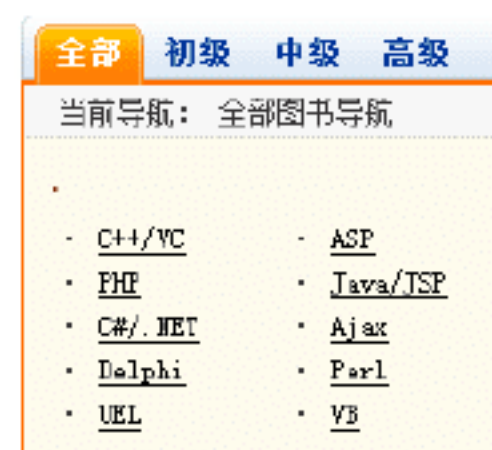 全部 初级 中级 高级
当前导航： 全部图书导航
· C++/VC · ASP
· PHP · Java/JSP
· C#/.NET · Ajax
· Delphi · Perl
· UEL · VB